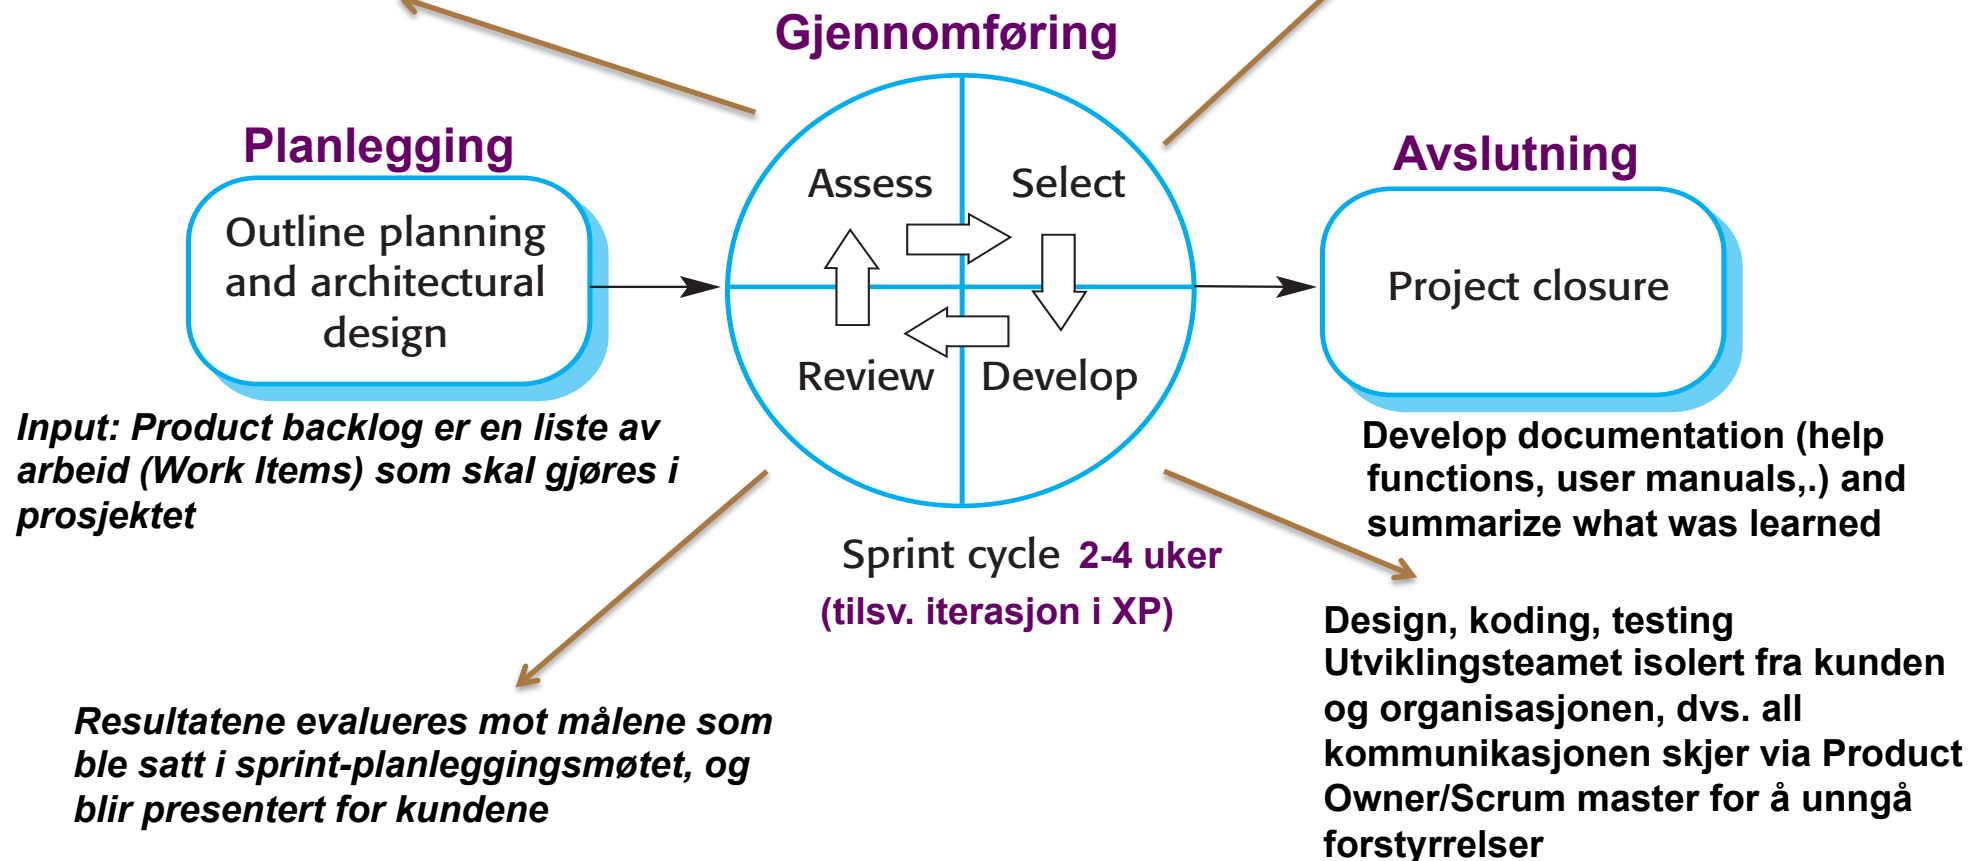 Gjennomføring
Planlegging
Avslutning
Outline planning
and architectural
design
Assess
Select
Review
Develop
Project closure
Input: Product backlog er en liste av
arbeid (Work Items) som skal gjøres i
prosjektet
Develop documentation (help
functions, user manuals,.) and
summarize what was learned
Sprint cycle 2-4 uker
(tilsv. iterasjon i XP)
Resultatene evalueres mot målene som
ble satt i sprint-planleggingsmøtet, og
blir presentert for kundene
Design, koding, testing
Utviklingsteamet isolert fra kunden
og organisasjonen, dvs. all
kommunikasjonen skjer via Product
Owner/Scrum master for å unngå
forstyrrelser